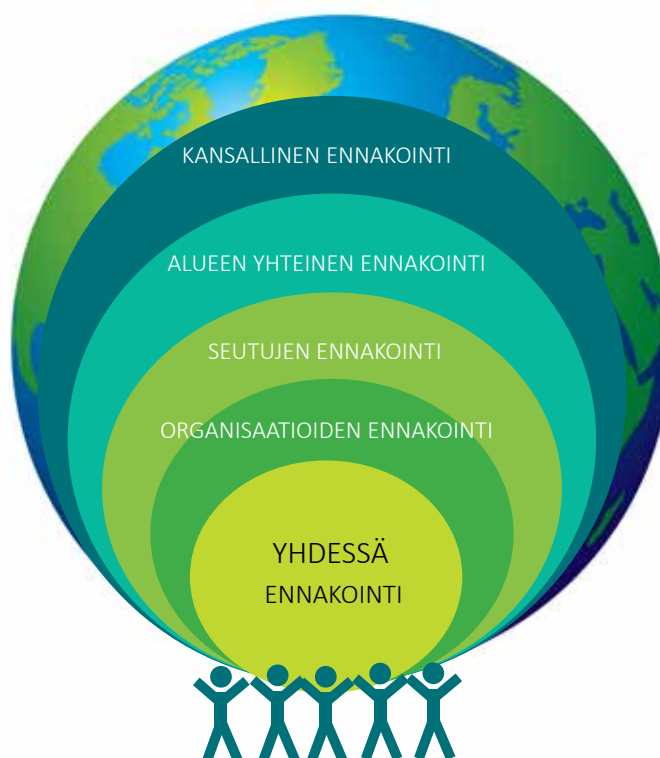 KANSALLINEN ENNAKOINTI
ALUEEN YHTEINEN ENNAKOINTI
SEUTUJEN ENNAKOINTI
ORGANISAATIOIDEN ENNAKOINTI
YHDESSÄ
ENNAKOINTI